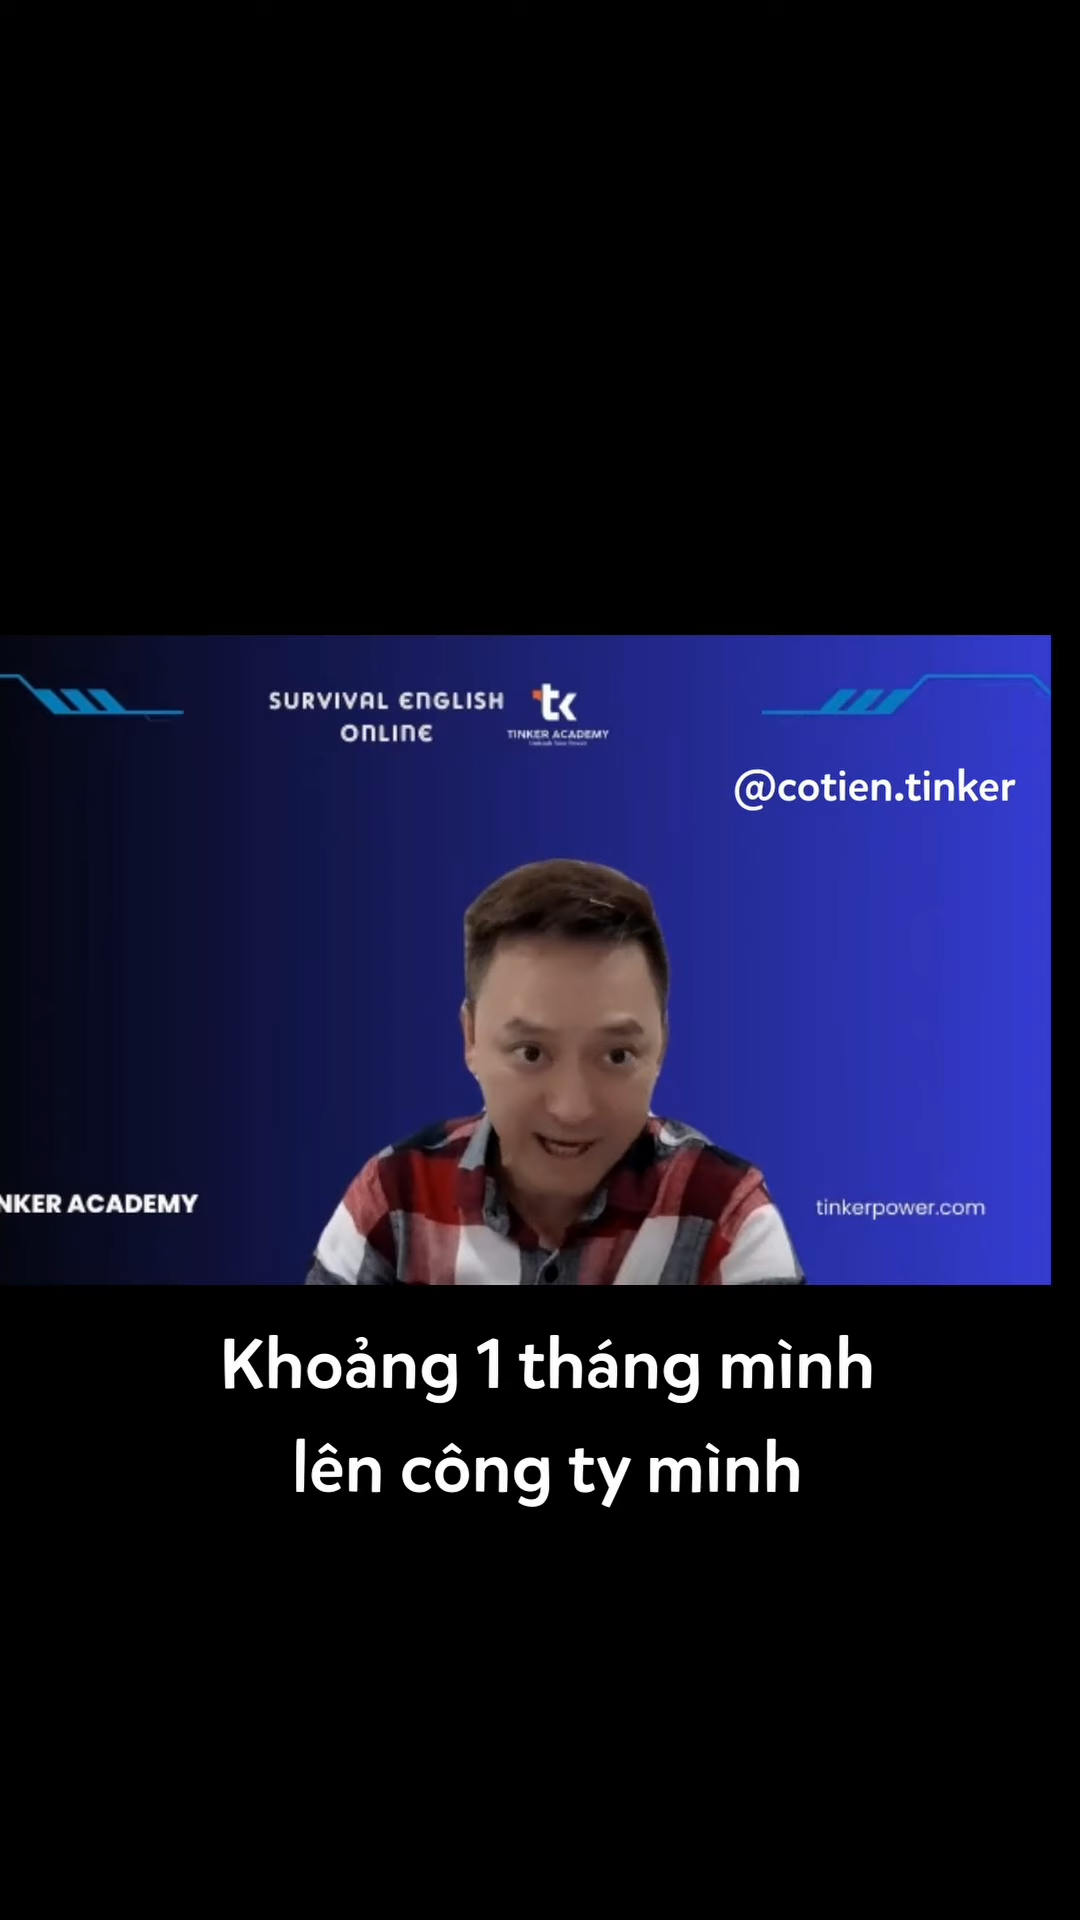 SURVIVAL ENGLISH
ONLINE
tk
TINKER ACADEMY
@cotien.tinker
NKER ACADEMY
tinkerpower.com
Khoảng 1 tháng mình
lên công ty mình